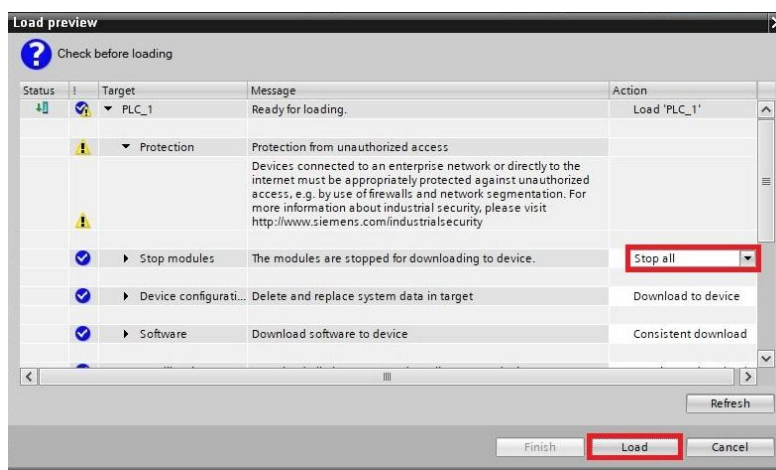 Load preview
Check before loading
Status ! Target Message Action
PLC_1 Ready for loading. Load 'PLC_1'
Protection Protection from unauthorized access
Devices connected to an enterprise network or directly to the
internet must be appropriately protected against unauthorized
access, e.g. by use of firewalls and network segmentation. For
more information about industrial security, please visit
http://www.siemens.com/industrialsecurity
Stop modules The modules are stopped for downloading to device. Stop all
Device configurati... Delete and replace system data in target Download to device
Software Download software to device Consistent download
Refresh
Finish Load Cancel